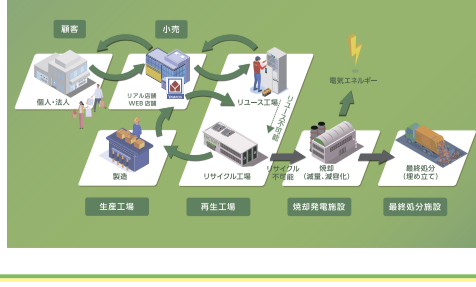 顧客
小売
電気エネルギー
個人・法人
リアル店舗
WEB店舗
リユース工場
リユース不可能
製造
リサイクル工場
リサイクル
不可能
焼却
(減量、減容化)
最終処分
(埋め立て)
生産工場
再生工場
焼却発電施設
最終処分施設